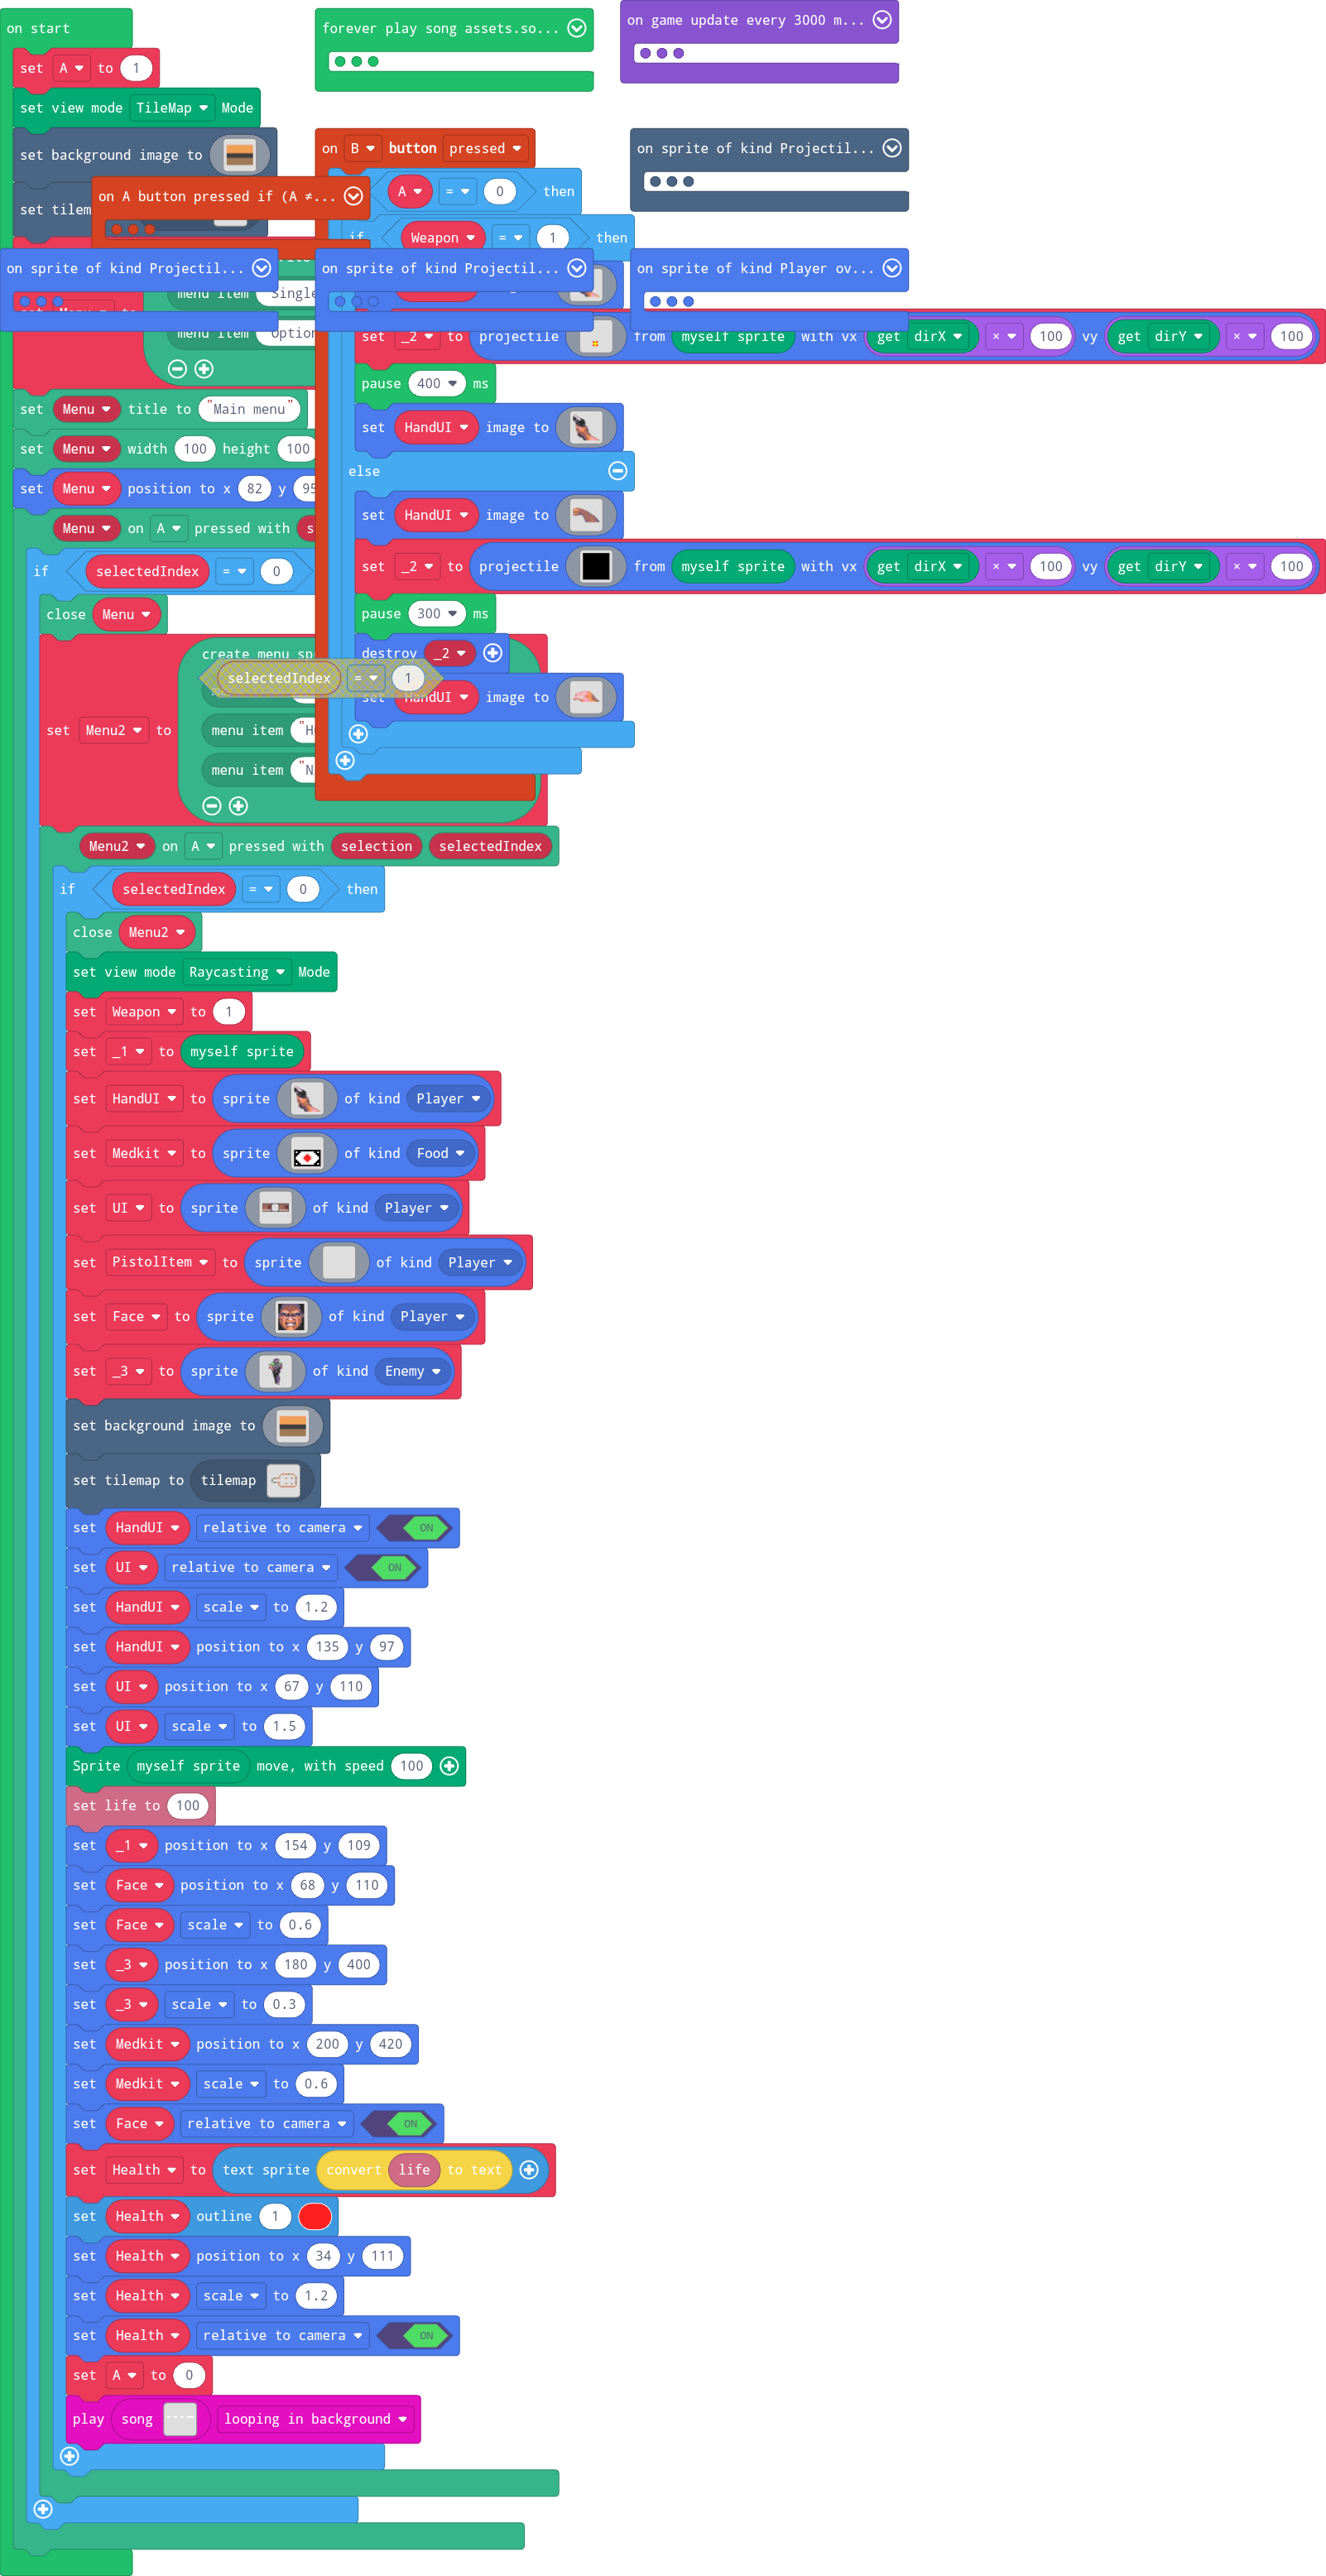 on start
set A to 1
set view mode TileMap Mode
set background image to
set tilem
on A button pressed if (A ≠...
forever play song assets.so...
on game update every 3000 m...
on B button pressed
A = 0 then
if Weapon = 1 then
on sprite of kind Projectil...
on sprite of kind Projectil...
on sprite of kind Projectil...
on sprite of kind Player ov...
menu item Single
menu item "Option
set Menu title to "Main menu"
set Menu width 100 height 100
set Menu position to x 82 y 95
Menu on A pressed with s
if selectedIndex = 0
close Menu
create menu sp
selectedIndex = 1
set Menu2 to
menu item "H
menu item "N
set _2 to projectile from myself sprite with vx get dirX × 100 vy get dirY × 100
pause 400 ms
set HandUI image to
else
set HandUI image to
set _2 to projectile from myself sprite with vx get dirX × 100 vy get dirY × 100
pause 300 ms
destroy _2
set HandUI image to
Menu2 on A pressed with selection selectedIndex
if selectedIndex = 0 then
close Menu2
set view mode Raycasting Mode
set Weapon to 1
set _1 to myself sprite
set HandUI to sprite of kind Player
set Medkit to sprite of kind Food
set UI to sprite of kind Player
set PistolItem to sprite of kind Player
set Face to sprite of kind Player
set _3 to sprite of kind Enemy
set background image to
set tilemap to tilemap
set HandUI relative to camera ON
set UI relative to camera ON
set HandUI scale to 1.2
set HandUI position to x 135 y 97
set UI position to x 67 y 110
set UI scale to 1.5
Sprite myself sprite move, with speed 100
set life to 100
set _1 position to x 154 y 109
set Face position to x 68 y 110
set Face scale to 0.6
set _3 position to x 180 y 400
set _3 scale to 0.3
set Medkit position to x 200 y 420
set Medkit scale to 0.6
set Face relative to camera ON
set Health to text sprite convert life to text
set Health outline 1
set Health position to x 34 y 111
set Health scale to 1.2
set Health relative to camera ON
set A to 0
play song looping in background